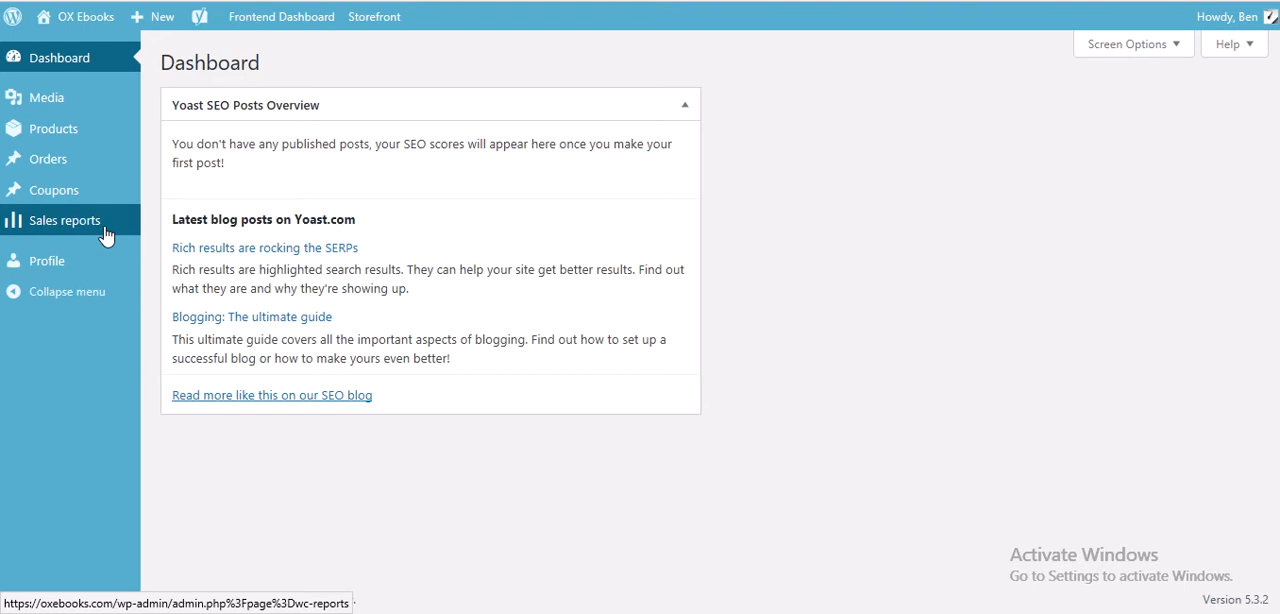 OX Ebooks
New
Frontend Dashboard
Storefront
Howdy, Ben
Screen Options ▼
Help ▼
Dashboard
Media
Products
Orders
Coupons
Sales reports
Profile
Collapse menu
Dashboard
Yoast SEO Posts Overview
You don't have any published posts, your SEO scores will appear here once you make your
first post!
Latest blog posts on Yoast.com
Rich results are rocking the SERPs
Rich results are highlighted search results. They can help your site get better results. Find out
what they are and why they're showing up.
Blogging: The ultimate guide
This ultimate guide covers all the important aspects of blogging. Find out how to set up a
successful blog or how to make yours even better!
Read more like this on our SEO blog
Activate Windows
Go to Settings to activate Windows.
https://oxebooks.com/wp-admin/admin.php%3Fpage%3Dwc-reports
Version 5.3.2